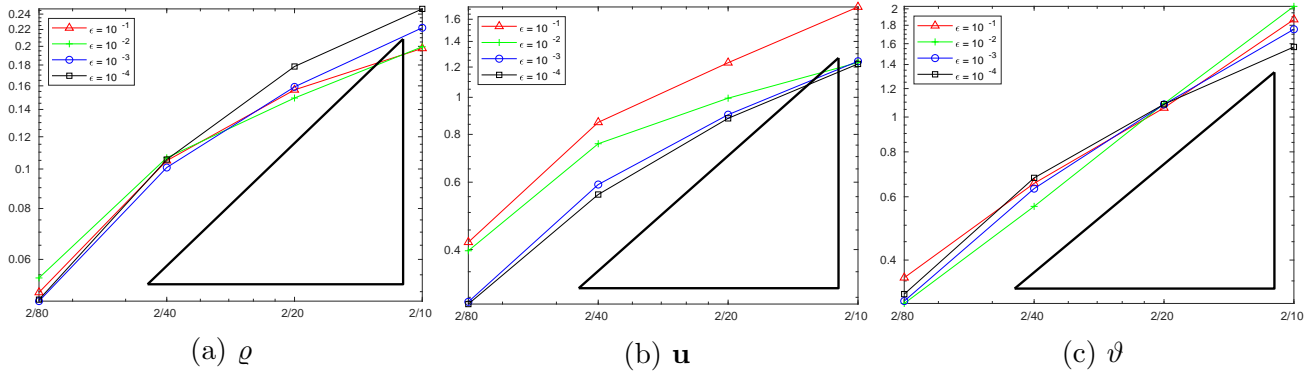 0.24
0.2
0.18
0.16
0.14
0.12
0.1
0.08
0.06
2/80
2/40
2/20
2/10
ϵ = 10⁻¹
ϵ = 10⁻²
ϵ = 10⁻³
ϵ = 10⁻⁴
(a) ϱ
1.6
1.4
1.2
1
0.8
0.6
0.4
2/80
2/40
2/20
2/10
ϵ = 10⁻¹
ϵ = 10⁻²
ϵ = 10⁻³
ϵ = 10⁻⁴
(b) u
2
1.8
1.6
1.4
1.2
1
0.8
0.6
0.4
2/80
2/40
2/20
2/10
ϵ = 10⁻¹
ϵ = 10⁻²
ϵ = 10⁻³
ϵ = 10⁻⁴
(c) ϑ